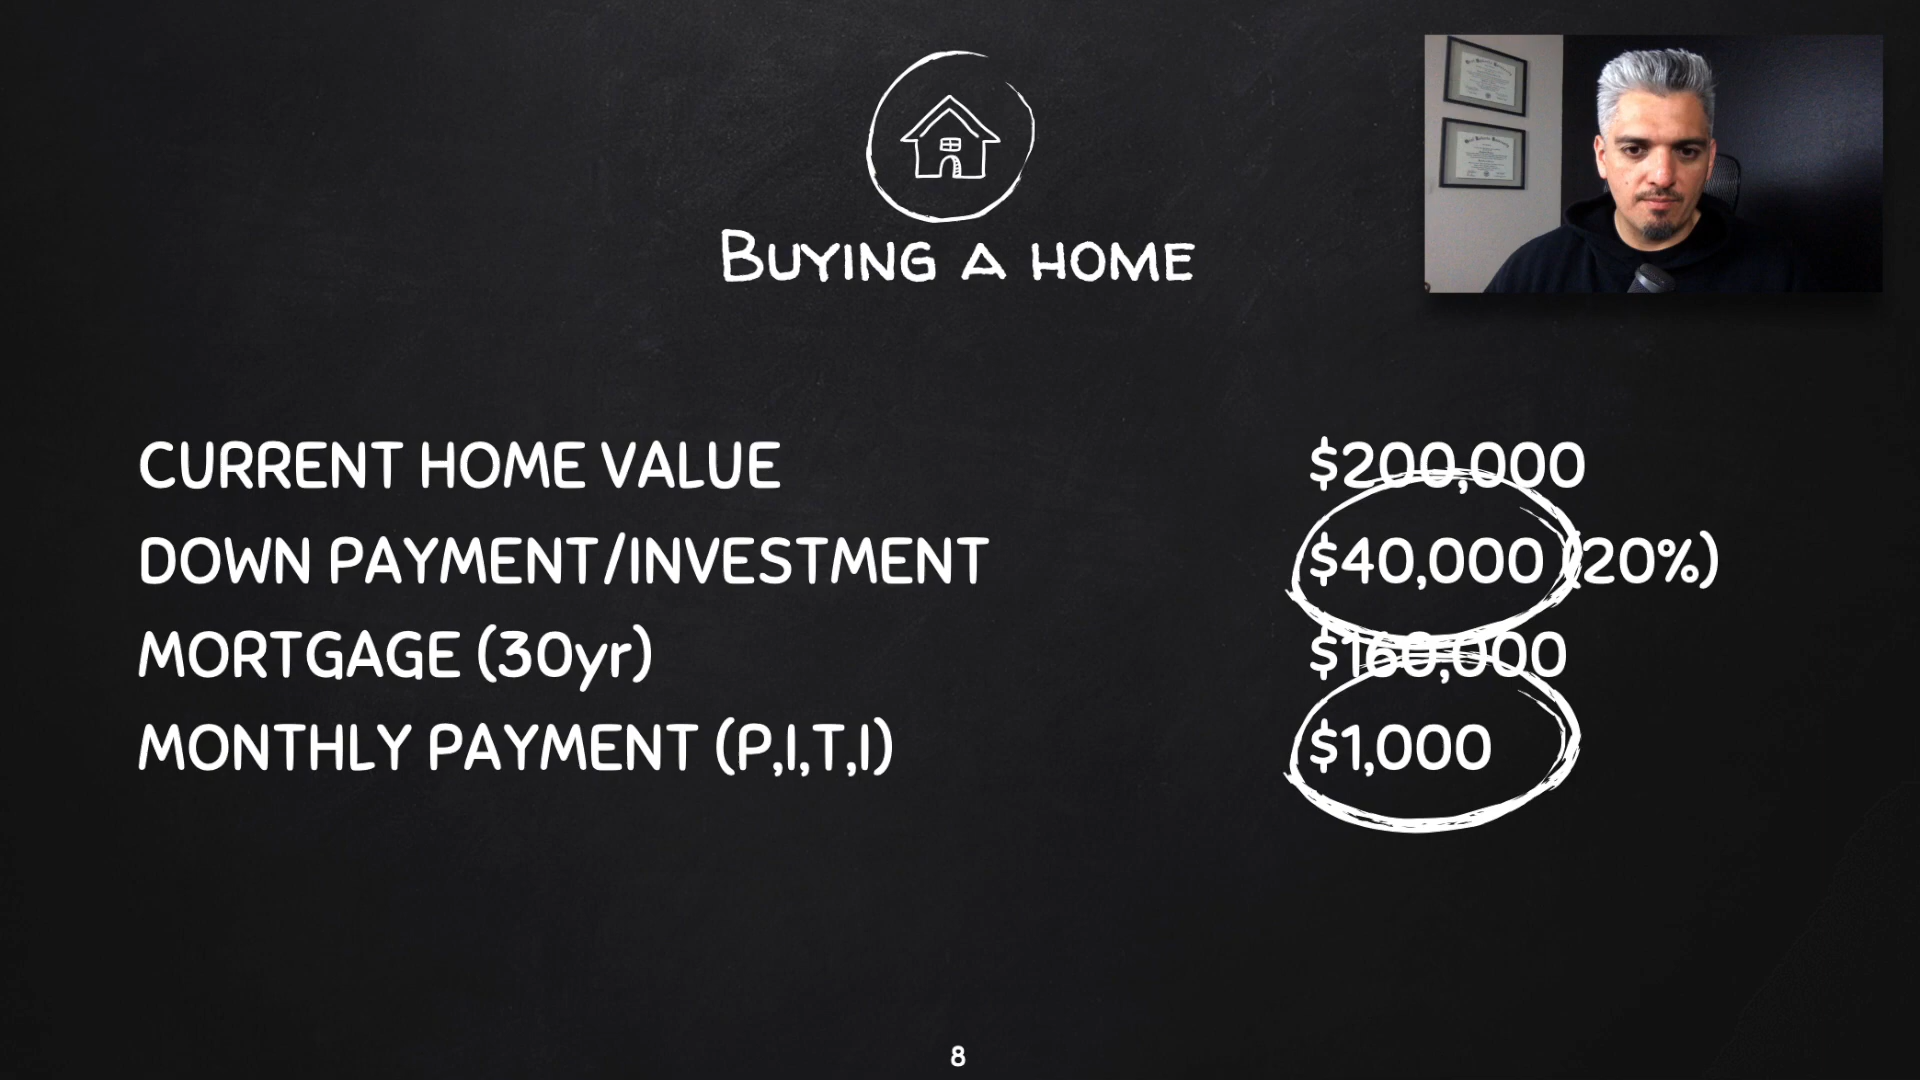 BUYING A HOME
CURRENT HOME VALUE $200,000
DOWN PAYMENT/INVESTMENT $40,000 (20%)
MORTGAGE (30yr) $160,000
MONTHLY PAYMENT (P,I,T,I) $1,000
8